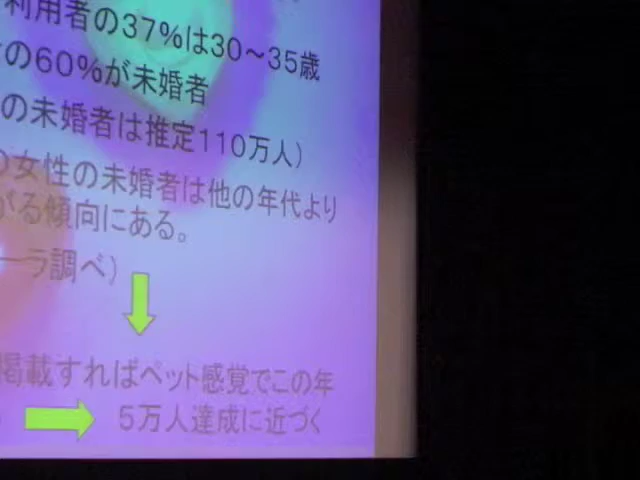 利用者の37%は30～35歳
の60%が未婚者
の未婚者は推定110万人）
の女性の未婚者は他の年代より
がる傾向にある。
ーラ調べ）
掲載すればペット感覚でこの年
5万人達成に近づく